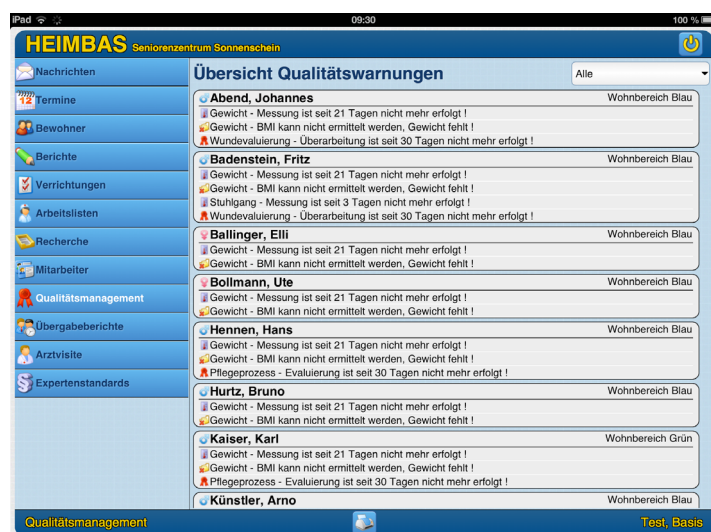 iPad 09:30 100 %
HEIMBAS Seniorenzentrum Sonnenschein
Nachrichten
12 Termine
Bewohner
Berichte
Verrichtungen
Arbeitslisten
Recherche
Mitarbeiter
Qualitätsmanagement
Übergabeberichte
Arztvisite
Expertenstandards
Übersicht Qualitätswarnungen Alle
Abend, Johannes Wohnbereich Blau
Gewicht - Messung ist seit 21 Tagen nicht mehr erfolgt !
Gewicht - BMI kann nicht ermittelt werden, Gewicht fehlt !
Wundevaluierung - Überarbeitung ist seit 30 Tagen nicht mehr erfolgt !
Badenstein, Fritz Wohnbereich Blau
Gewicht - Messung ist seit 21 Tagen nicht mehr erfolgt !
Gewicht - BMI kann nicht ermittelt werden, Gewicht fehlt !
Stuhlgang - Messung ist seit 3 Tagen nicht mehr erfolgt !
Wundevaluierung - Überarbeitung ist seit 30 Tagen nicht mehr erfolgt !
Ballinger, Elli Wohnbereich Blau
Gewicht - Messung ist seit 21 Tagen nicht mehr erfolgt !
Gewicht - BMI kann nicht ermittelt werden, Gewicht fehlt !
Bollmann, Ute Wohnbereich Blau
Gewicht - Messung ist seit 21 Tagen nicht mehr erfolgt !
Gewicht - BMI kann nicht ermittelt werden, Gewicht fehlt !
Hennen, Hans Wohnbereich Blau
Gewicht - Messung ist seit 21 Tagen nicht mehr erfolgt !
Gewicht - BMI kann nicht ermittelt werden, Gewicht fehlt !
Pflegeprozess - Evaluierung ist seit 30 Tagen nicht mehr erfolgt !
Hurtz, Bruno Wohnbereich Blau
Gewicht - Messung ist seit 21 Tagen nicht mehr erfolgt !
Gewicht - BMI kann nicht ermittelt werden, Gewicht fehlt !
Kaiser, Karl Wohnbereich Grün
Gewicht - Messung ist seit 21 Tagen nicht mehr erfolgt !
Gewicht - BMI kann nicht ermittelt werden, Gewicht fehlt !
Pflegeprozess - Evaluierung ist seit 30 Tagen nicht mehr erfolgt !
Künstler, Arno Wohnbereich Blau
Qualitätsmanagement Test, Basis